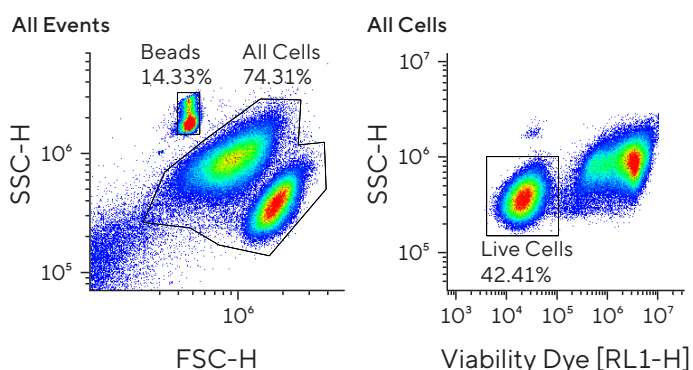 All Events
Beads
14.33%
All Cells
74.31%
SSC-H
10⁶
10⁵
10⁶
FSC-H
All Cells
SSC-H
10⁷
10⁶
10⁵
Live Cells
42.41%
10³ 10⁴ 10⁵ 10⁶ 10⁷
Viability Dye [RL1-H]